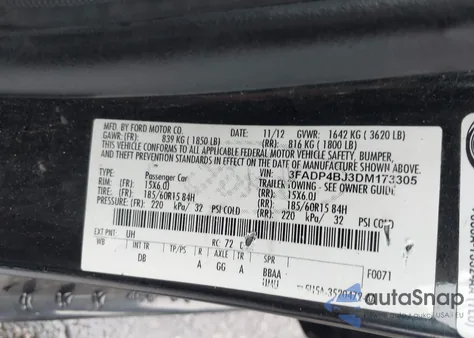 MFD. BY FORD MOTOR CO.
DATE: 11/12 GVWR: 1642 KG ( 3620 LB)
GAWR: (FR): 839 KG ( 1850 LB) (RR): 816 KG ( 1800 LB)
THIS VEHICLE CONFORMS TO ALL APPLICABLE FEDERAL MOTOR VEHICLE SAFETY, BUMPER,
AND THEFT PREVENTION STANDARDS IN EFFECT ON THE DATE OF MANUFACTURE SHOWN ABOVE.
VIN: 3FADP4BJ3DM173305
TYPE: Passenger Car TRAILER TOWING - SEE OWNER GUIDE
RIM: (FR): 15X6.0J (RR): 15X6.0J
TIRE: (FR): 185/60R15 84H (RR): 185/60R15 84H
PRESSURE: (FR): 220 kPa/ 32 PSI COLD (RR): 220 kPa/ 32 PSI COLD
EXT PNT: UH RC: 72
WB INT TR TP/PS R AX TR SPR F0071
DB A GG A BBAA
autoSnap